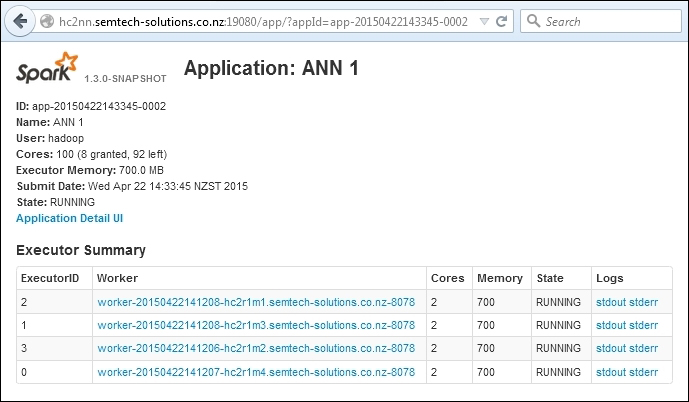 hc2nn.semtech-solutions.co.nz:19080/app/?appId=app-20150422143345-0002 Search
Spark 1.3.0-SNAPSHOT Application: ANN 1
ID: app-20150422143345-0002
Name: ANN 1
User: hadoop
Cores: 100 (8 granted, 92 left)
Executor Memory: 700.0 MB
Submit Date: Wed Apr 22 14:33:45 NZST 2015
State: RUNNING
Application Detail UI
Executor Summary
ExecutorID Worker Cores Memory State Logs
2 worker-20150422141208-hc2r1m1.semtech-solutions.co.nz-8078 2 700 RUNNING stdout stderr
1 worker-20150422141208-hc2r1m3.semtech-solutions.co.nz-8078 2 700 RUNNING stdout stderr
3 worker-20150422141206-hc2r1m2.semtech-solutions.co.nz-8078 2 700 RUNNING stdout stderr
0 worker-20150422141207-hc2r1m4.semtech-solutions.co.nz-8078 2 700 RUNNING stdout stderr